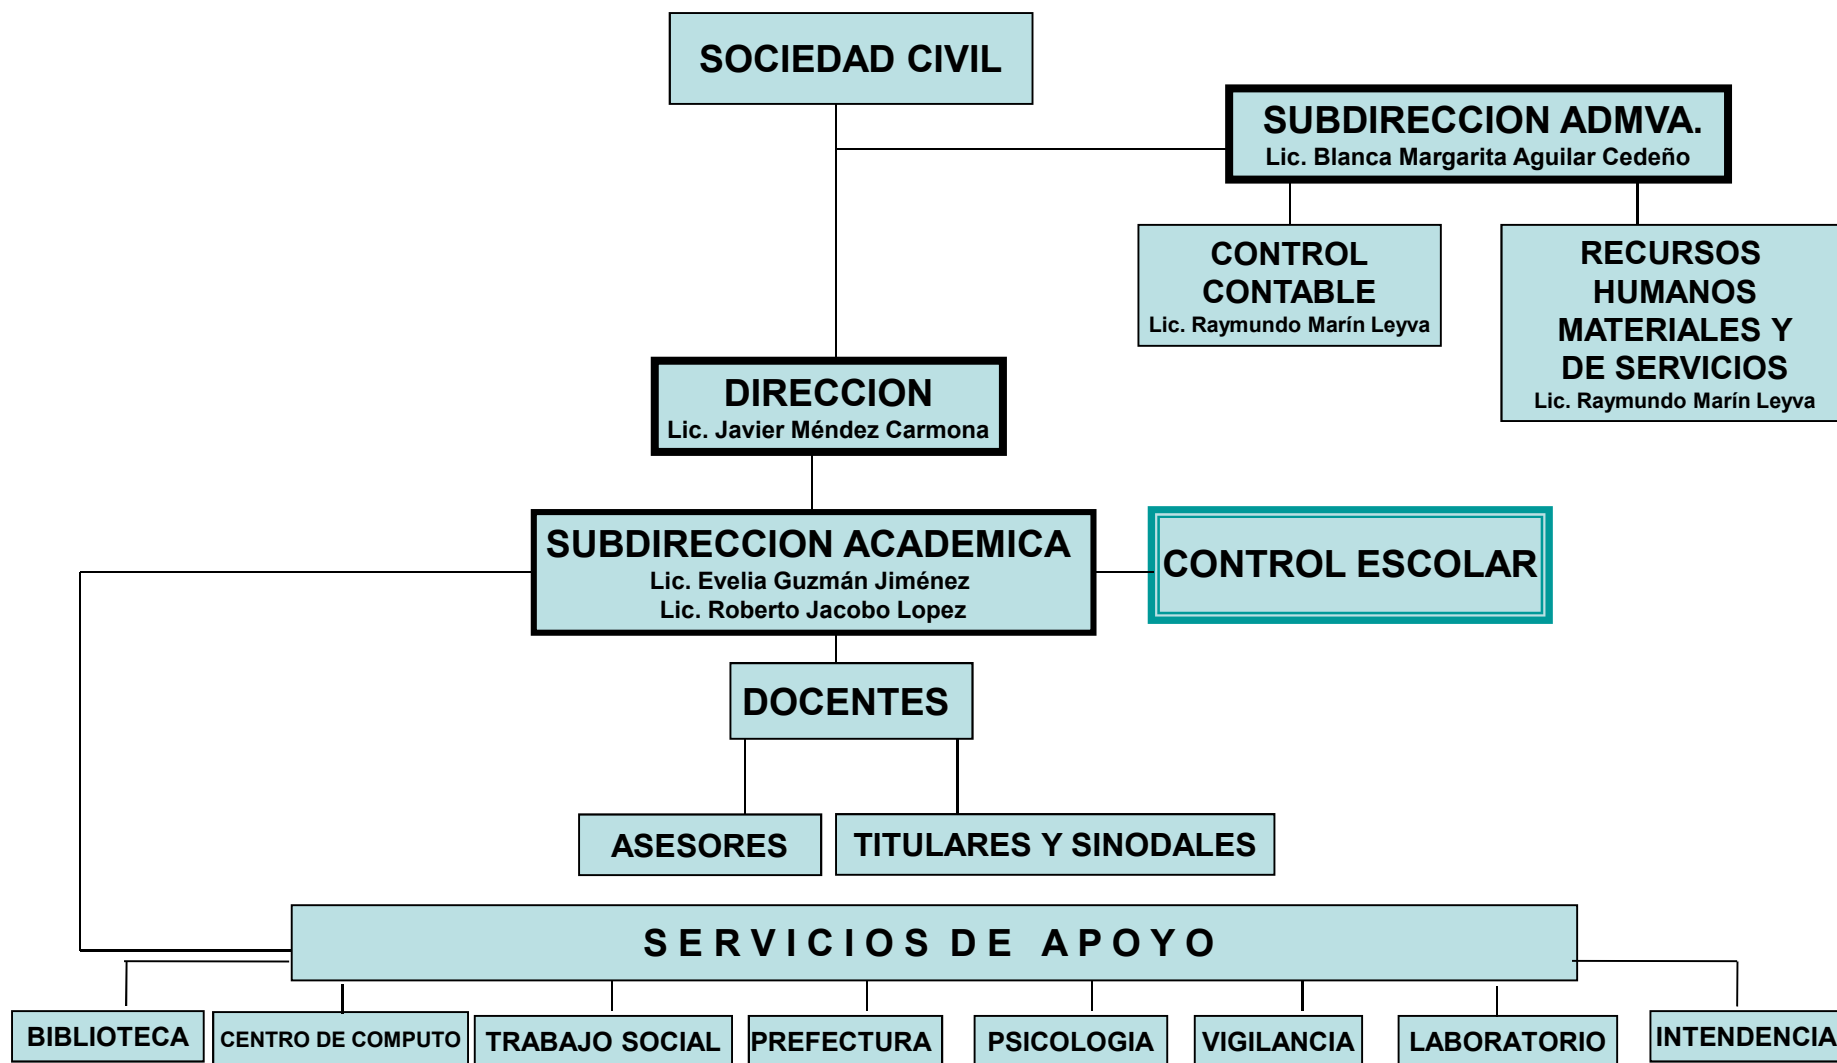 SOCIEDAD CIVIL
SUBDIRECCION ADMVA.
Lic. Blanca Margarita Aguilar Cedeño
CONTROL
CONTABLE
Lic. Raymundo Marín Leyva
RECURSOS
HUMANOS
MATERIALES Y
DE SERVICIOS
Lic. Raymundo Marín Leyva
DIRECCION
Lic. Javier Méndez Carmona
SUBDIRECCION ACADEMICA
Lic. Evelia Guzmán Jiménez
Lic. Roberto Jacobo Lopez
CONTROL ESCOLAR
DOCENTES
ASESORES
TITULARES Y SINODALES
S E R V I C I O S  D E  A P O Y O
BIBLIOTECA
CENTRO DE COMPUTO
TRABAJO SOCIAL
PREFECTURA
PSICOLOGIA
VIGILANCIA
LABORATORIO
INTENDENCIA